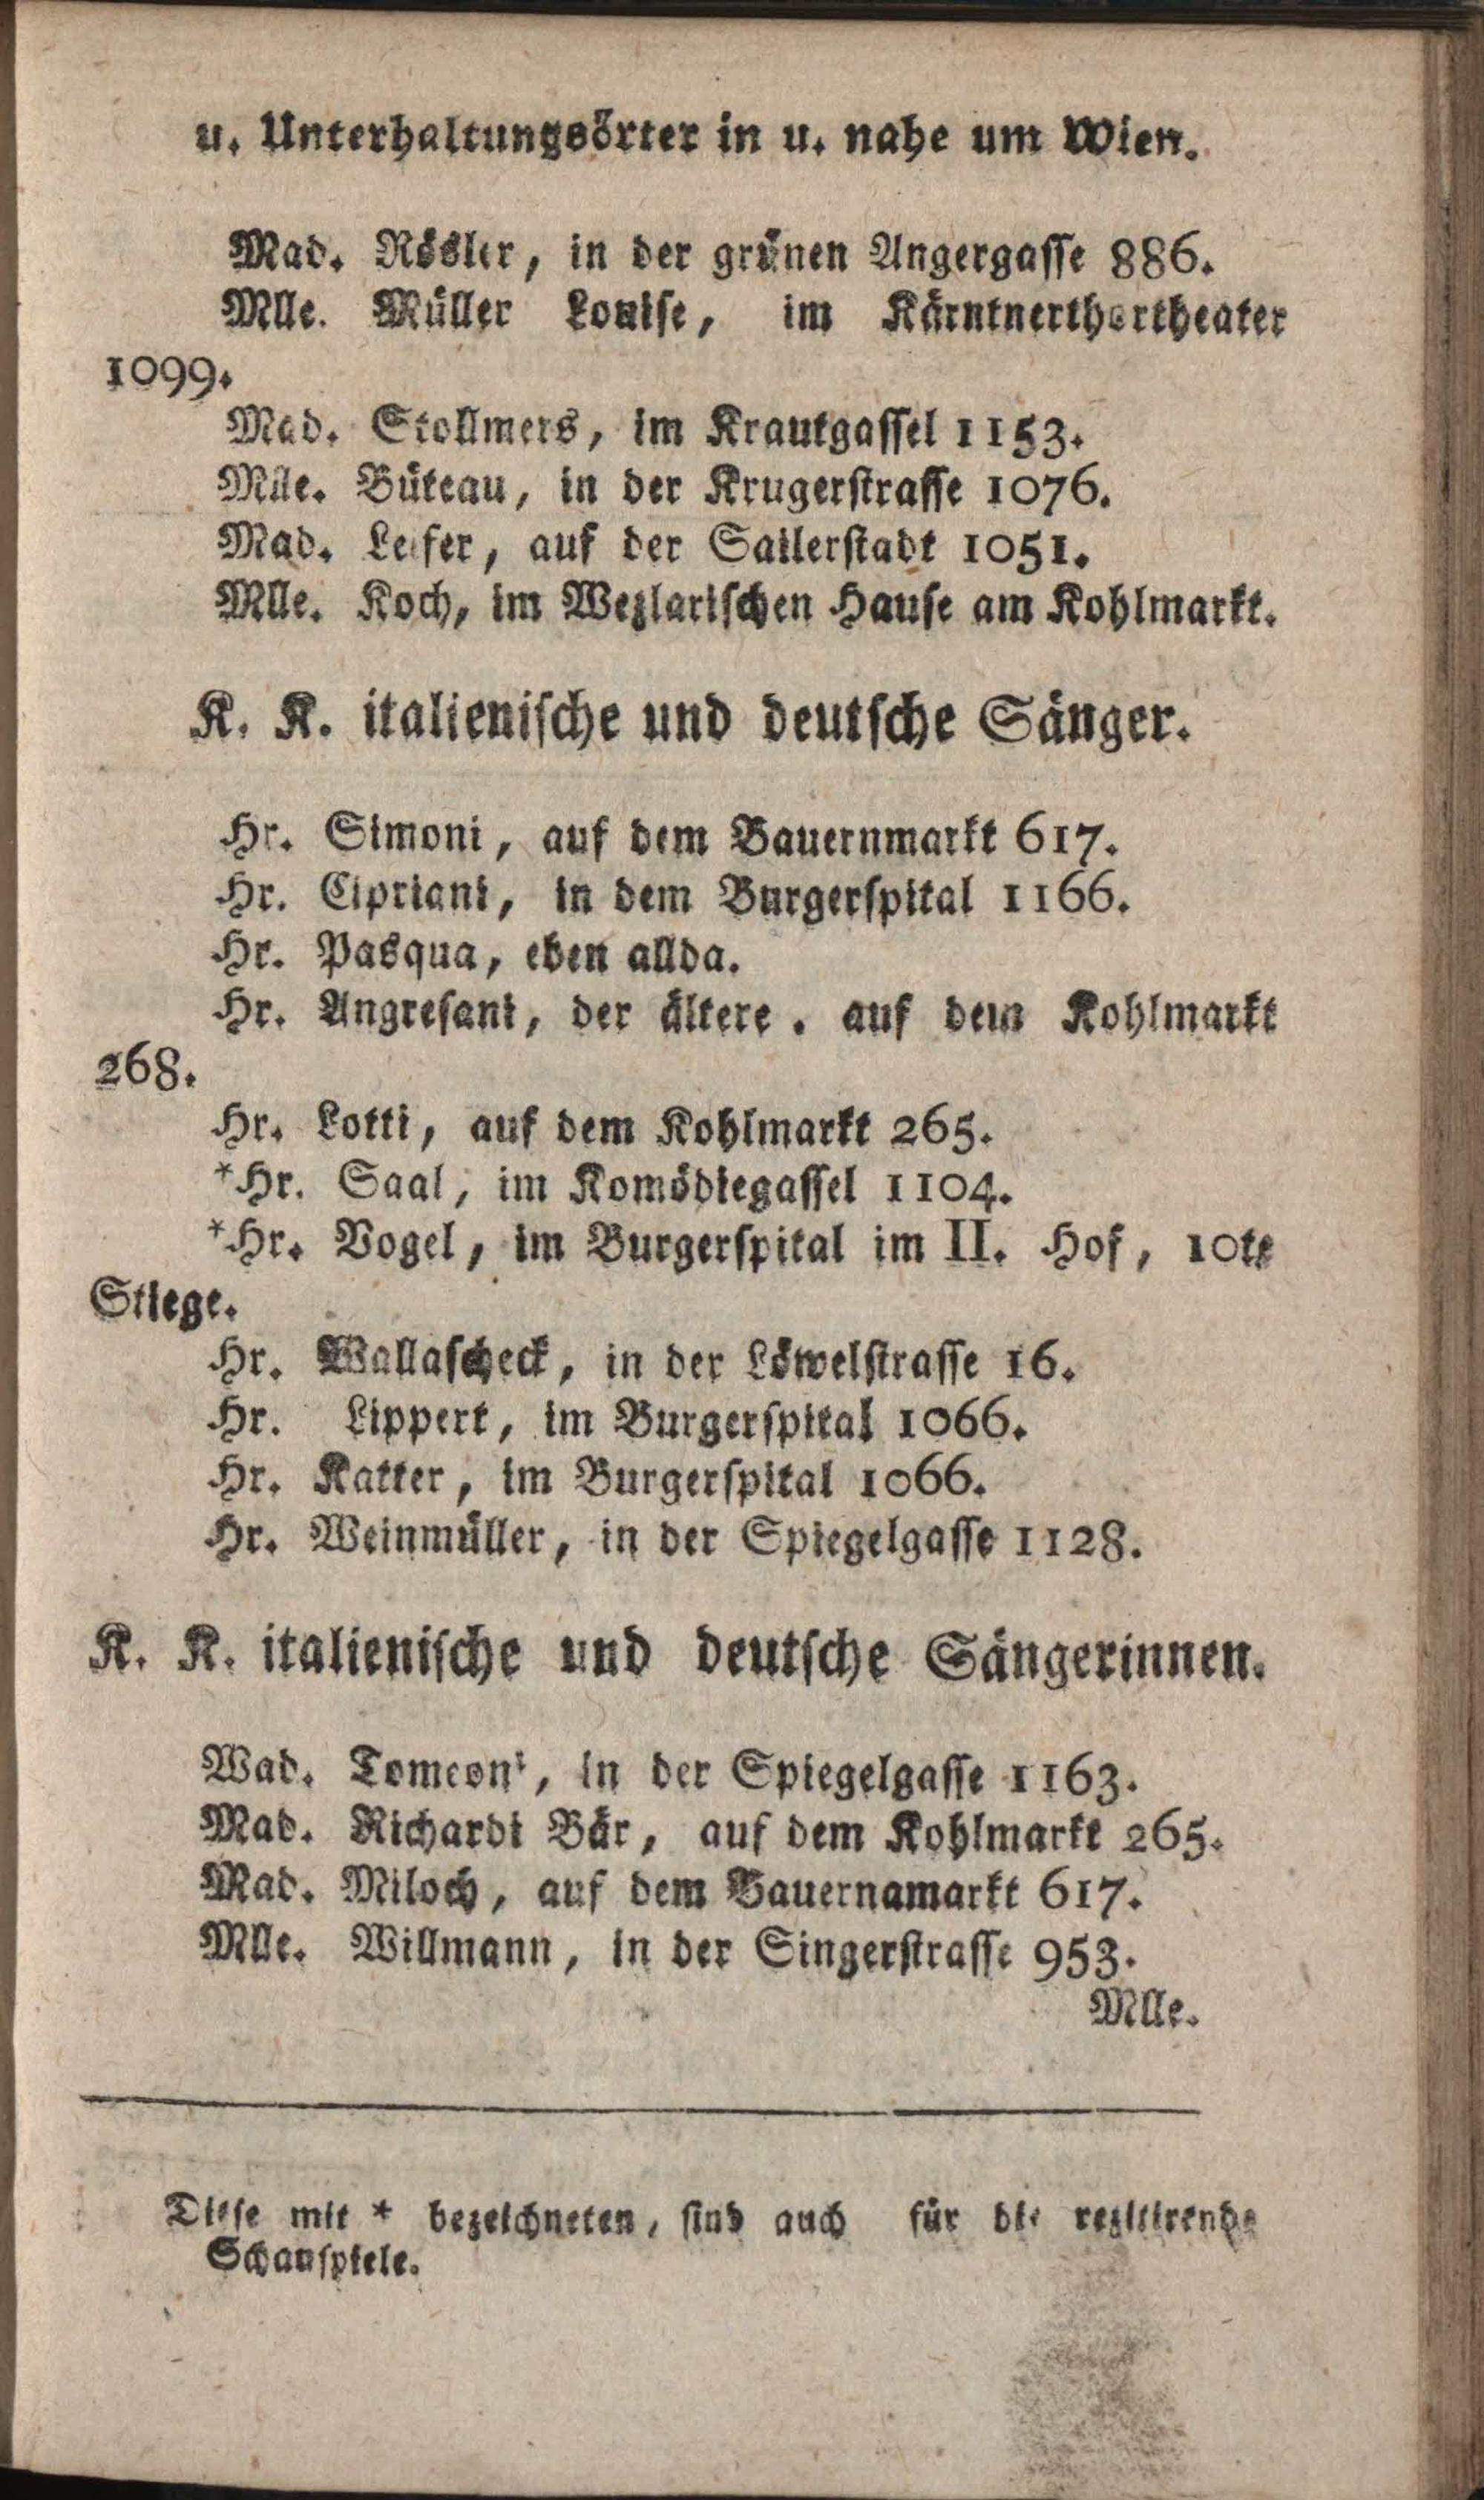 u. Unterhaltungsörter in u. nahe um Wien.
Mad. Rösler, in der grünen Angergasse 886.
Mlle. Müller Louise, im Kärntnerthortheater
1099.
Mad. Stollmers, im Krautgassel 1153.
Mlle. Büteau, in der Krugerstrasse 1076.
Mad. Leiser, auf der Sailerstadt 1051.
Mlle. Koch, im Wezlarischen Hause am Kohlmarkt.
K. K. italienische und deutsche Sänger.
Hr. Simoni, auf dem Bauernmarkt 617.
Hr. Cipriani, in dem Burgerspital 1166.
Hr. Pasqua, eben allda.
Hr. Angresani, der ältere. auf dem Kohlmarkt
268.
Hr. Lotti, auf dem Kohlmarkt 265.
*Hr. Saal, im Komödiegassel 1104.
*Hr. Vogel, im Burgerspital im II. Hof, 10te
Stiege.
Hr. Wallascheck, in der Löwelstrasse 16.
Hr. Lippert, im Burgerspital 1066.
Hr. Katter, im Burgerspital 1066.
Hr. Weinmüller, in der Spiegelgasse 1128.
K. K. italienische und deutsche Sängerinnen.
Wad. Tomeoni, in der Spiegelgasse 1163.
Mad. Richardi Bär, auf dem Kohlmarkt 265.
Mad. Miloch, auf dem Bauernamarkt 617.
Mlle. Willmann, in der Singerstrasse 953.
Mlle.
Diese mit * bezeichneten, sind auch für die rezitirende
Schauspiele.